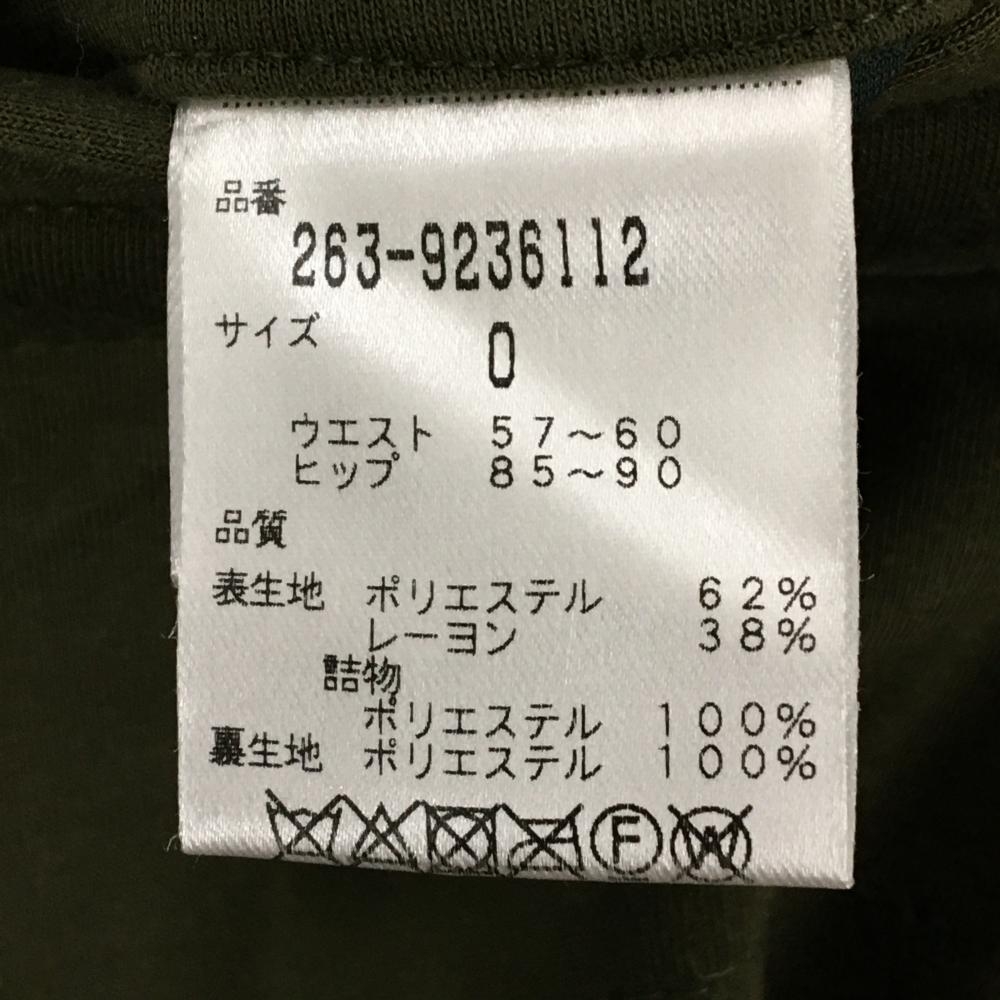 品番
263-9236112
サイズ
0
ウエスト 57～60
ヒップ 85～90
品質
表生地 ポリエステル 62%
レーヨン 38%
詰物
ポリエステル 100%
裏生地 ポリエステル 100%
F W